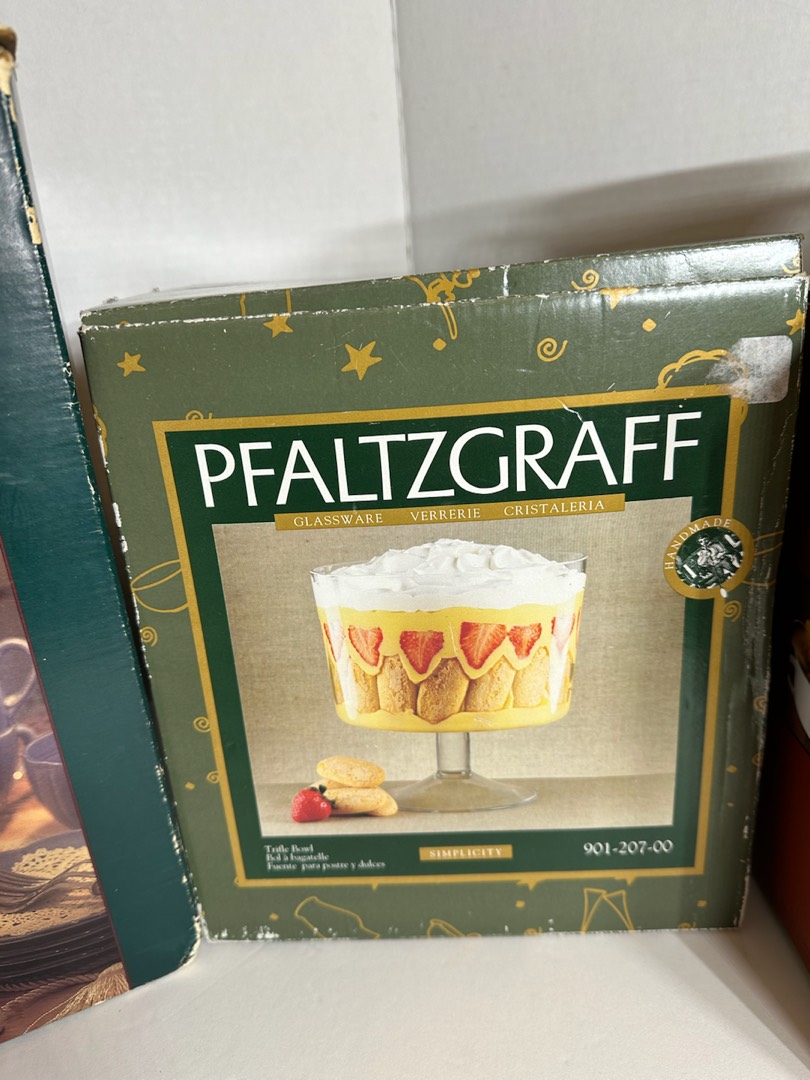 PFALTZGRAFF
GLASSWARE VERRERIE CRISTALERIA
HANDMADE
Trifle Bowl
Bol à bagatelle
Fuente para postre y dulces
SIMPLICITY
901-207-00